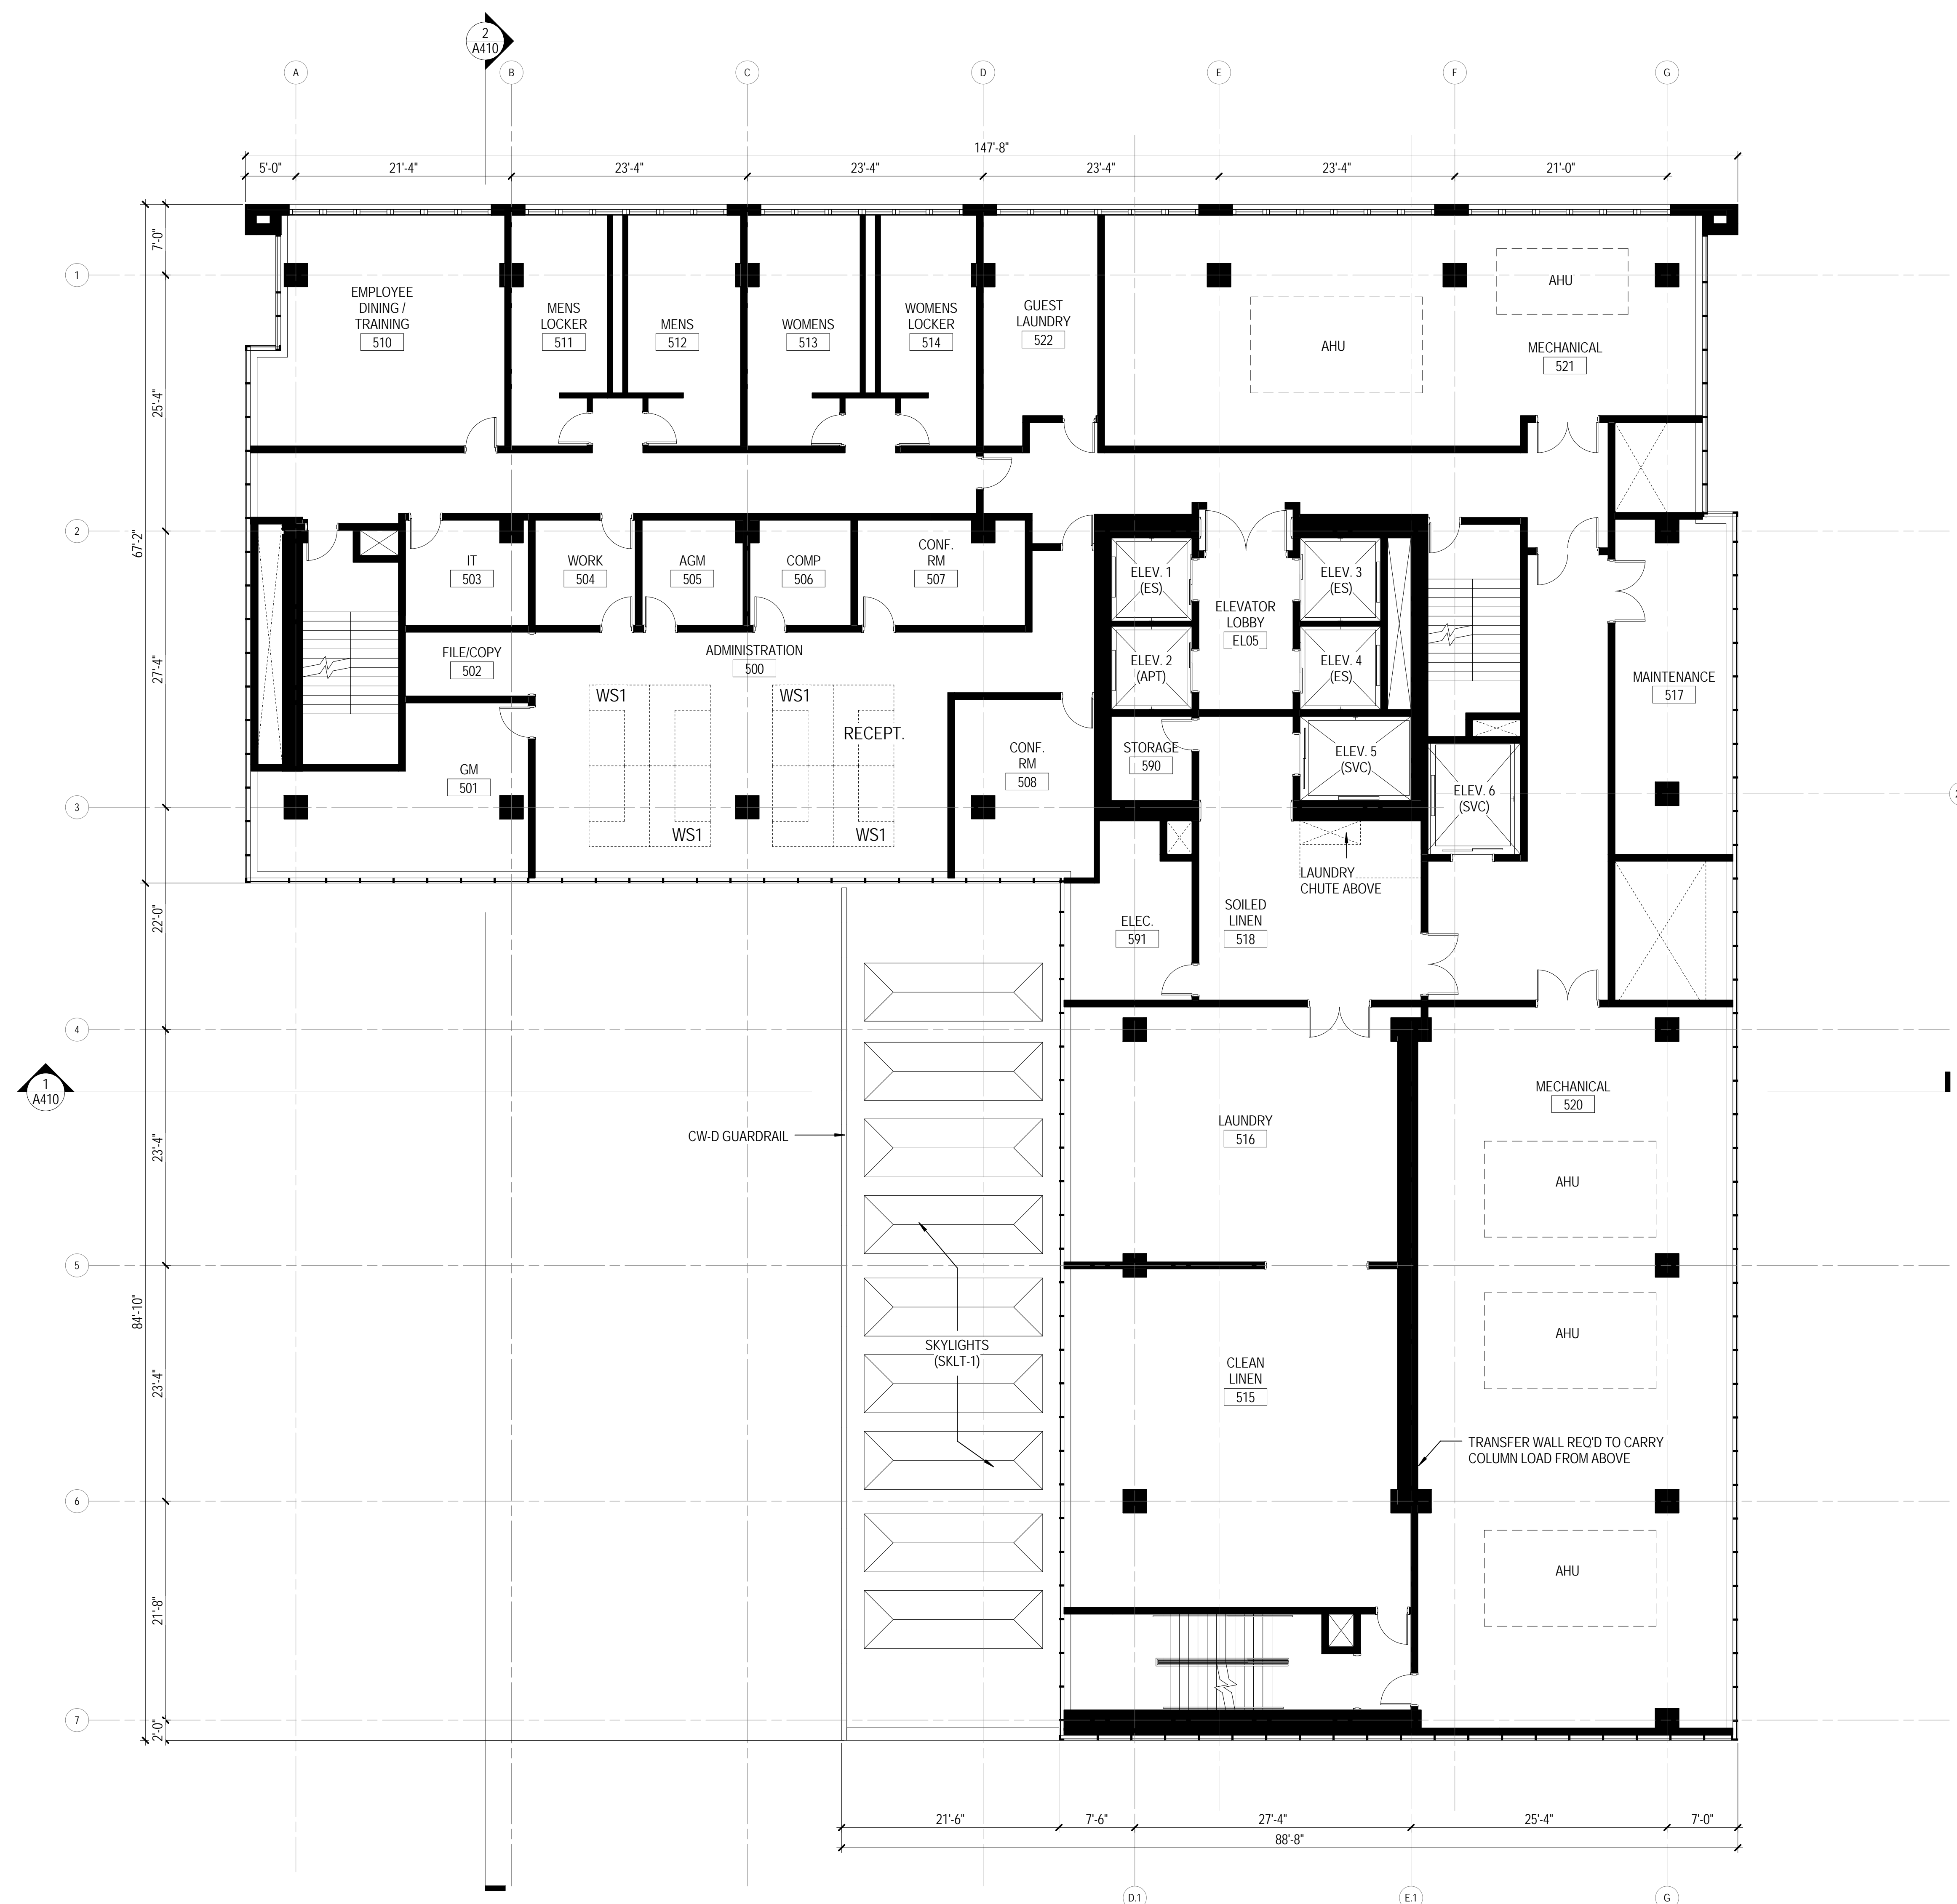 2
A410
A
B
C
D
E
F
G
147'-8"
5'-0"
21'-4"
23'-4"
23'-4"
23'-4"
23'-4"
21'-0"
7'-0"
1
EMPLOYEE
DINING /
TRAINING
510
MENS
LOCKER
511
MENS
512
WOMENS
513
WOMENS
LOCKER
514
GUEST
LAUNDRY
522
AHU
AHU
MECHANICAL
521
25'-4"
2
67'-2"
IT
503
WORK
504
AGM
505
COMP
506
CONF.
RM
507
ELEV. 1
(ES)
ELEV. 3
(ES)
ELEVATOR
LOBBY
EL05
ELEV. 2
(APT)
ELEV. 4
(ES)
27'-4"
FILE/COPY
502
ADMINISTRATION
500
MAINTENANCE
517
WS1
WS1
RECEPT.
GM
501
CONF.
RM
508
STORAGE
590
ELEV. 5
(SVC)
ELEV. 6
(SVC)
3
WS1
WS1
LAUNDRY
CHUTE ABOVE
22'-0"
ELEC.
591
SOILED
LINEN
518
4
1
A410
MECHANICAL
520
CW-D GUARDRAIL
LAUNDRY
516
23'-4"
AHU
5
84'-10"
AHU
SKYLIGHTS
(SKLT-1)
CLEAN
LINEN
515
23'-4"
TRANSFER WALL REQ'D TO CARRY
COLUMN LOAD FROM ABOVE
6
AHU
21'-8"
7
2'-0"
21'-6"
7'-6"
27'-4"
25'-4"
7'-0"
88'-8"
D.1
E.1
G